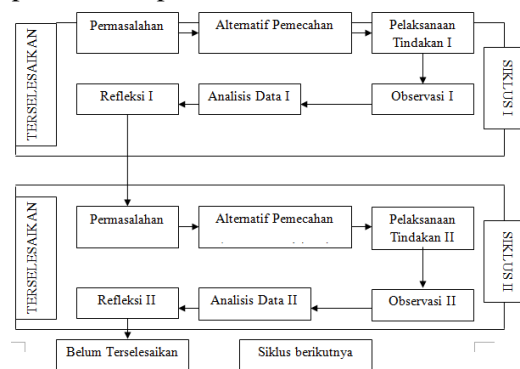 Permasalahan
Alternatif Pemecahan
Pelaksanaan
Tindakan I
TERSELESAIKAN
SIKLUS I
Refleksi I
Analisis Data I
Observasi I
Permasalahan
Alternatif Pemecahan
Pelaksanaan
Tindakan II
TERSELESAIKAN
SIKLUS II
Refleksi II
Analisis Data II
Observasi II
Belum Terselesaikan
Siklus berikutnya